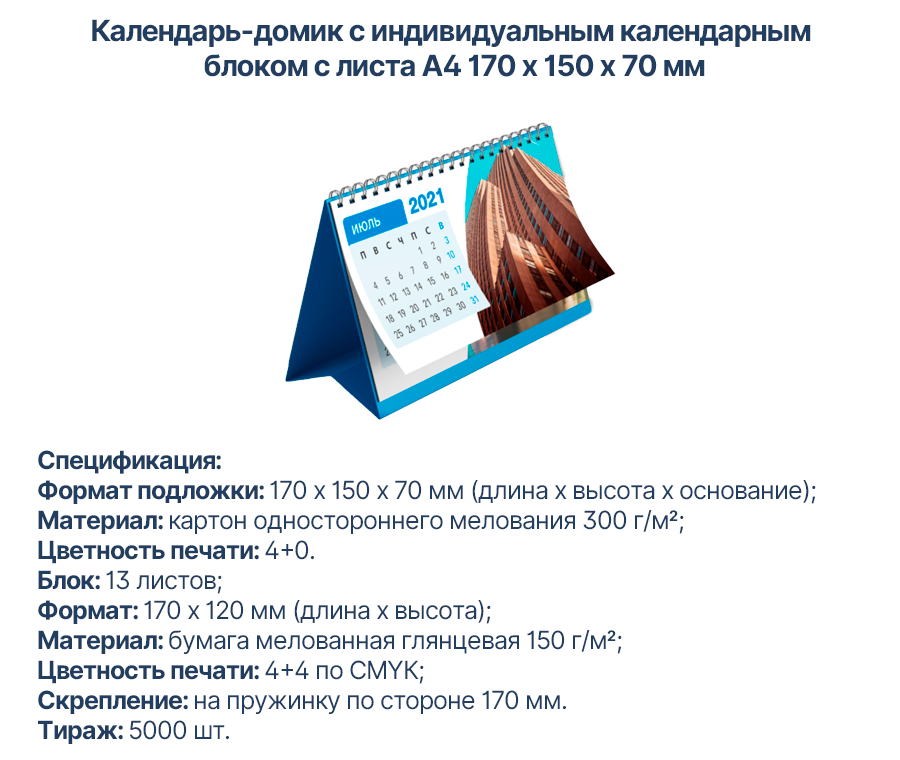 Календарь-домик с индивидуальным календарным
блоком с листа А4 170 х 150 х 70 мм
2021
ИЮЛЬ
П В С Ч П С В
1 2 3
4 5 6 7 8 9 10
11 12 13 14 15 16 17
18 19 20 21 22 23 24
25 26 27 28 29 30 31
2
Спецификация:
Формат подложки: 170 х 150 х 70 мм (длина х высота х основание);
Материал: картон одностороннего мелования 300 г/м²;
Цветность печати: 4+0.
Блок: 13 листов;
Формат: 170 х 120 мм (длина х высота);
Материал: бумага мелованная глянцевая 150 г/м²;
Цветность печати: 4+4 по CMYK;
Скрепление: на пружинку по стороне 170 мм.
Тираж: 5000 шт.